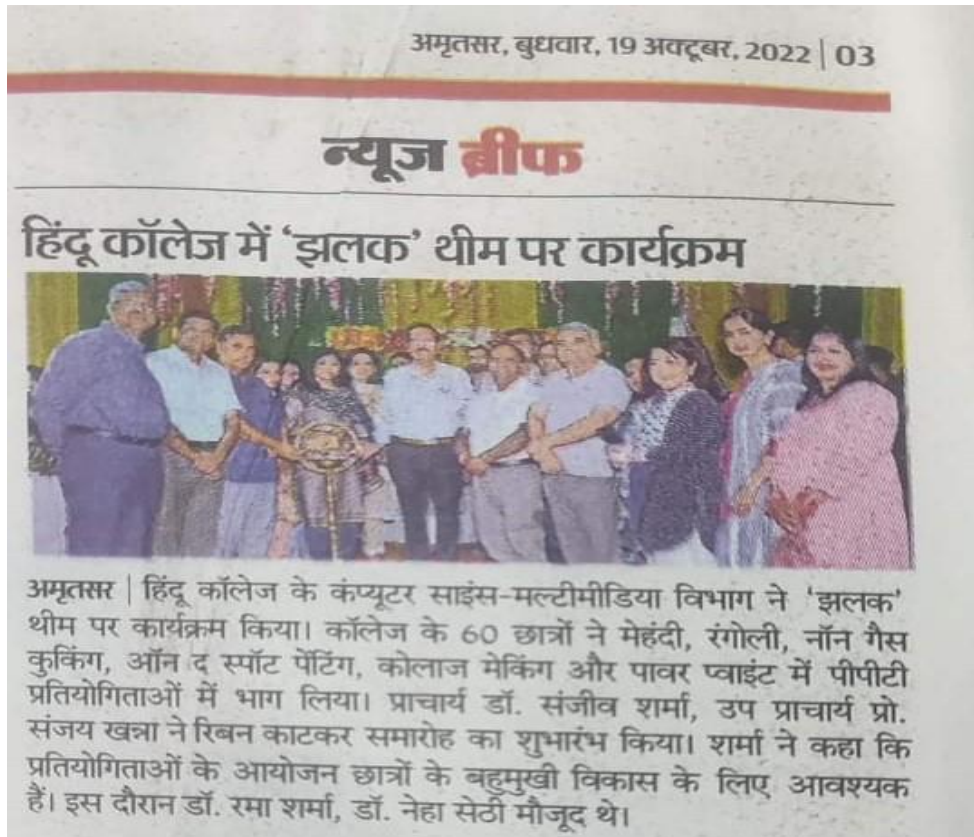 अमृतसर, बुधवार, 19 अक्टूबर, 2022 | 03
न्यूज ब्रीफ
हिंदू कॉलेज में 'झलक' थीम पर कार्यक्रम
अमृतसर | हिंदू कॉलेज के कंप्यूटर साइंस-मल्टीमीडिया विभाग ने 'झलक'
थीम पर कार्यक्रम किया। कॉलेज के 60 छात्रों ने मेहंदी, रंगोली, नॉन गैस
कुकिंग, ऑन द स्पॉट पेंटिंग, कोलाज मेकिंग और पावर प्वाइंट में पीपीटी
प्रतियोगिताओं में भाग लिया। प्राचार्य डॉ. संजीव शर्मा, उप प्राचार्य प्रो.
संजय खन्ना ने रिबन काटकर समारोह का शुभारंभ किया। शर्मा ने कहा कि
प्रतियोगिताओं के आयोजन छात्रों के बहुमुखी विकास के लिए आवश्यक
हैं। इस दौरान डॉ. रमा शर्मा, डॉ. नेहा सेठी मौजूद थे।